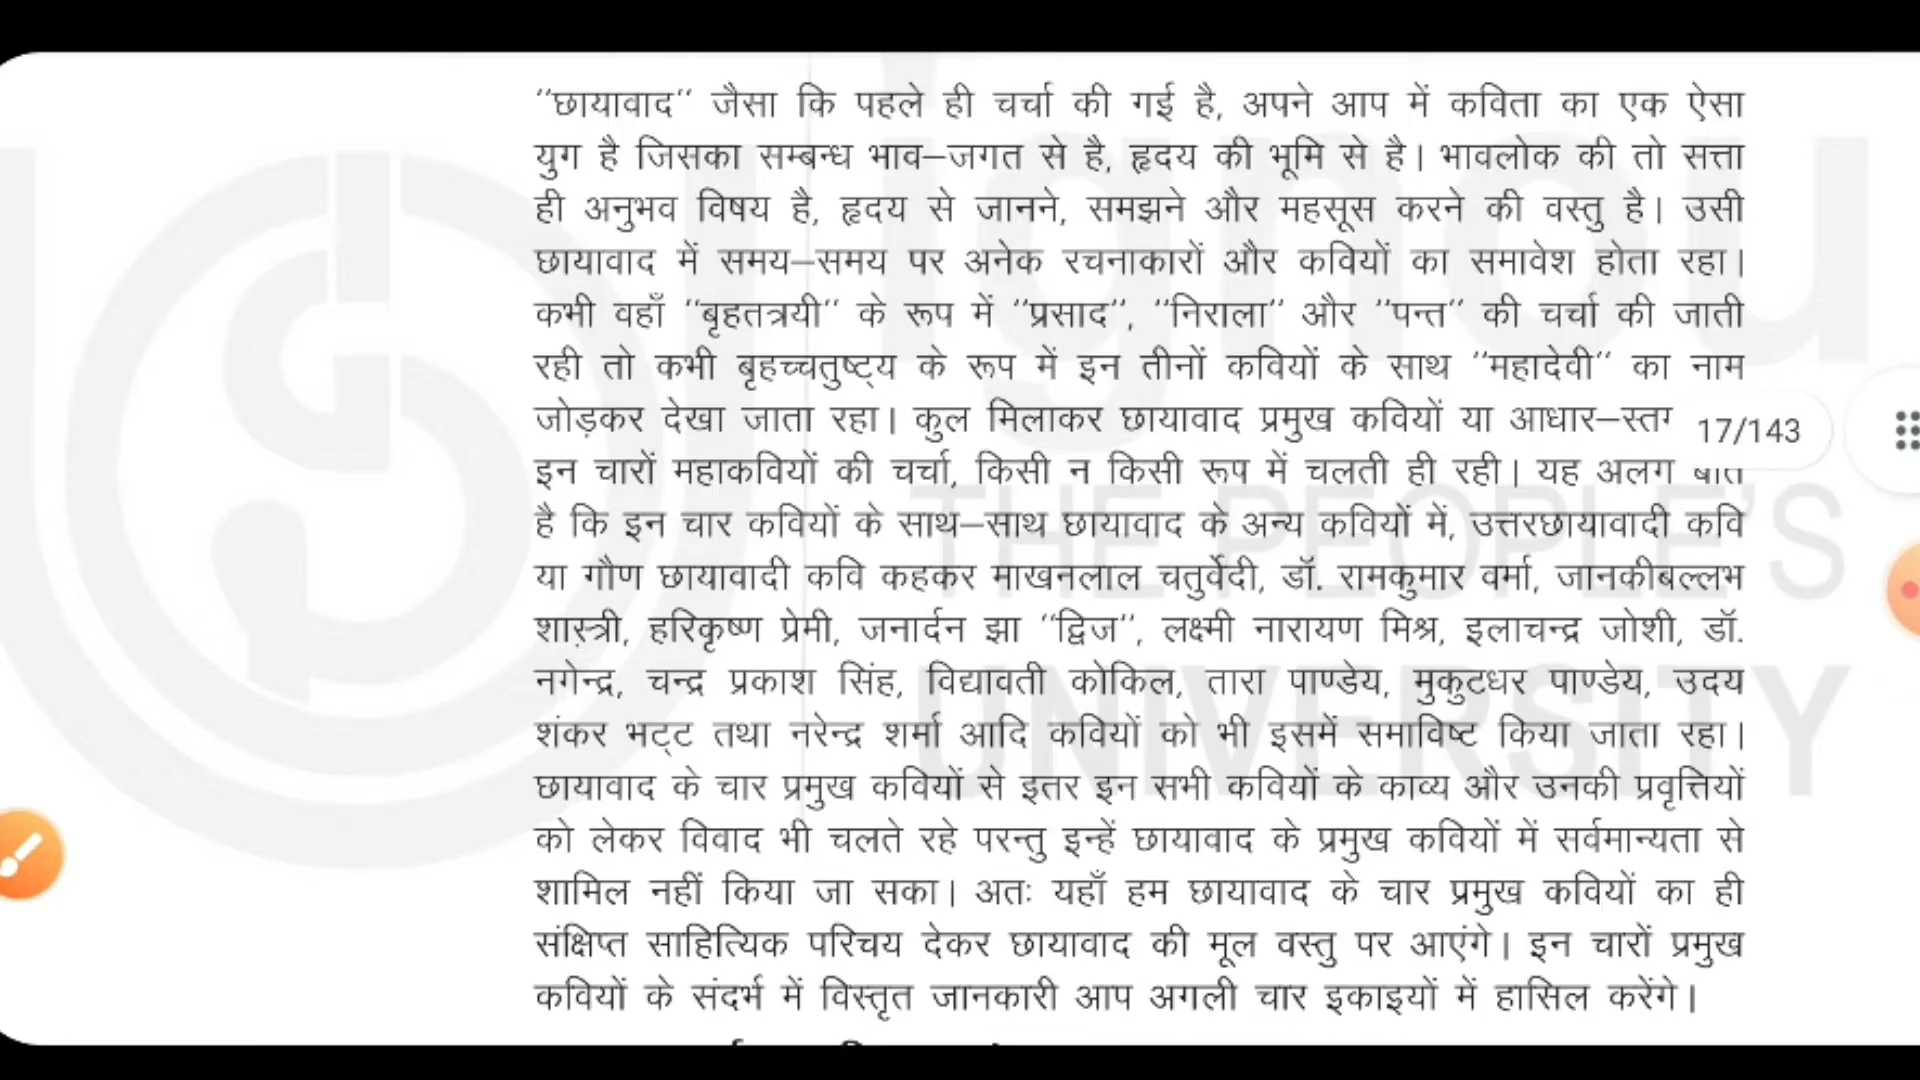 "छायावाद" जैसा कि पहले ही चर्चा की गई है, अपने आप में कविता का एक ऐसा
युग है जिसका सम्बन्ध भाव–जगत से है, हृदय की भूमि से है। भावलोक की तो सत्ता
ही अनुभव विषय है, हृदय से जानने, समझने और महसूस करने की वस्तु है। उसी
छायावाद में समय–समय पर अनेक रचनाकारों और कवियों का समावेश होता रहा।
कभी वहाँ "बृहतत्रयी" के रूप में "प्रसाद", "निराला" और "पन्त" की चर्चा की जाती
रही तो कभी बृहच्चतुष्ट्य के रूप में इन तीनों कवियों के साथ "महादेवी" का नाम
जोड़कर देखा जाता रहा। कुल मिलाकर छायावाद प्रमुख कवियों या
17/143
इन चारों महाकवियों की चर्चा, किसी न किसी रूप में चलती ही रही। यह अलग बात
है कि इन चार कवियों के साथ–साथ छायावाद के अन्य कवियों में, उत्तरछायावादी कवि
या गौण छायावादी कवि कहकर माखनलाल चतुर्वेदी, डॉ. रामकुमार वर्मा, जानकीबल्लभ
शास्त्री, हरिकृष्ण प्रेमी, जनार्दन झा "द्विज", लक्ष्मी नारायण मिश्र, इलाचन्द्र जोशी, डॉ.
नगेन्द्र, चन्द्र प्रकाश सिंह, विद्यावती कोकिल, तारा पाण्डेय, मुकुटधर पाण्डेय, उदय
शंकर भट्ट तथा नरेन्द्र शर्मा आदि कवियों को भी इसमें समाविष्ट किया जाता रहा।
छायावाद के चार प्रमुख कवियों से इतर इन सभी कवियों के काव्य और उनकी प्रवृत्तियों
को लेकर विवाद भी चलते रहे परन्तु इन्हें छायावाद के प्रमुख कवियों में सर्वमान्यता से
शामिल नहीं किया जा सका। अतः यहाँ हम छायावाद के चार प्रमुख कवियों का ही
संक्षिप्त साहित्यिक परिचय देकर छायावाद की मूल वस्तु पर आएंगे। इन चारों प्रमुख
कवियों के संदर्भ में विस्तृत जानकारी आप अगली चार इकाइयों में हासिल करेंगे।
ignou
THE PEOPLE'S
UNIVERSITY